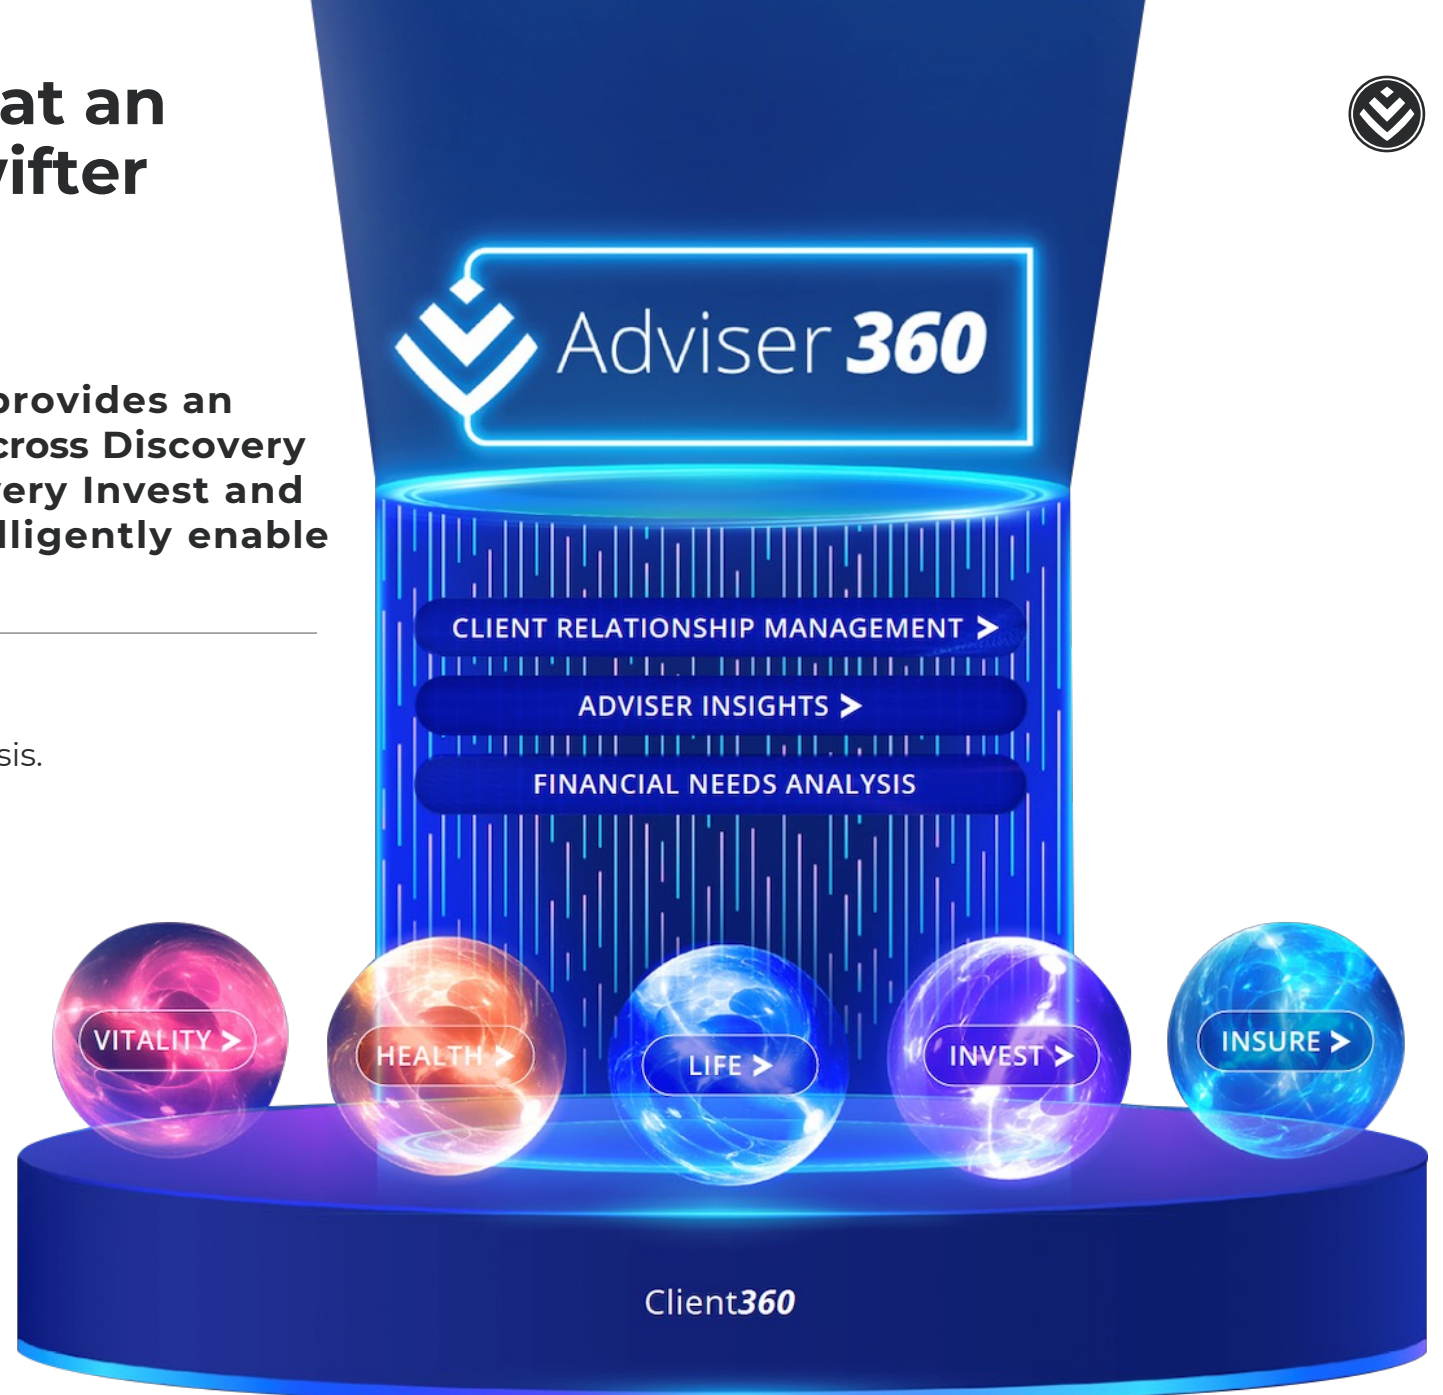 at an
ifter
provides an
cross Discovery
ery Invest and
lligently enable
sis.
Adviser 360
CLIENT RELATIONSHIP MANAGEMENT >
ADVISER INSIGHTS >
FINANCIAL NEEDS ANALYSIS
VITALITY >
HEALTH >
LIFE >
INVEST >
INSURE >
Client360